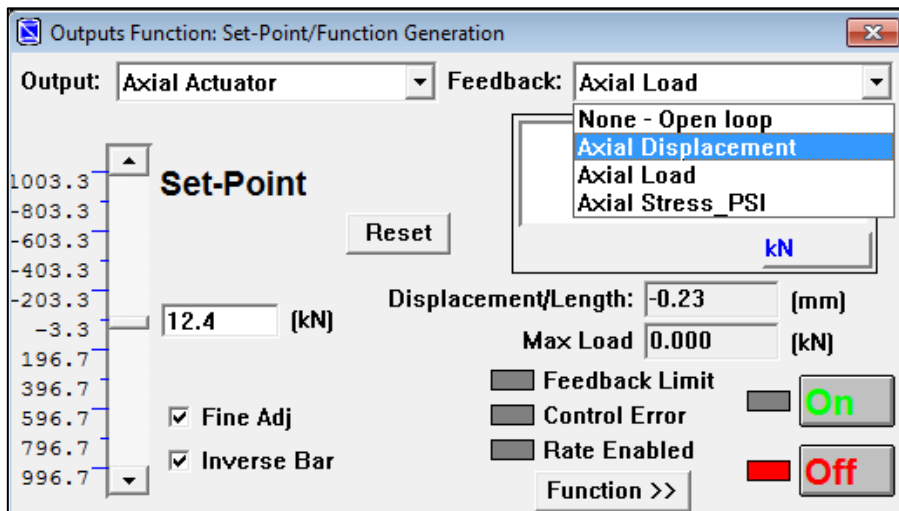 Outputs Function: Set-Point/Function Generation
Output: Axial Actuator Feedback: Axial Load
None - Open loop
Axial Displacement
Axial Load
Axial Stress_PSI
Set-Point
Reset
kN
1003.3
-803.3
-603.3
-403.3
-203.3
-3.3
196.7
396.7
596.7
796.7
996.7
12.4 (kN)
Displacement/Length: -0.23 (mm)
Max Load 0.000 (kN)
Feedback Limit
Control Error
Rate Enabled
On
Off
Fine Adj
Inverse Bar
Function >>